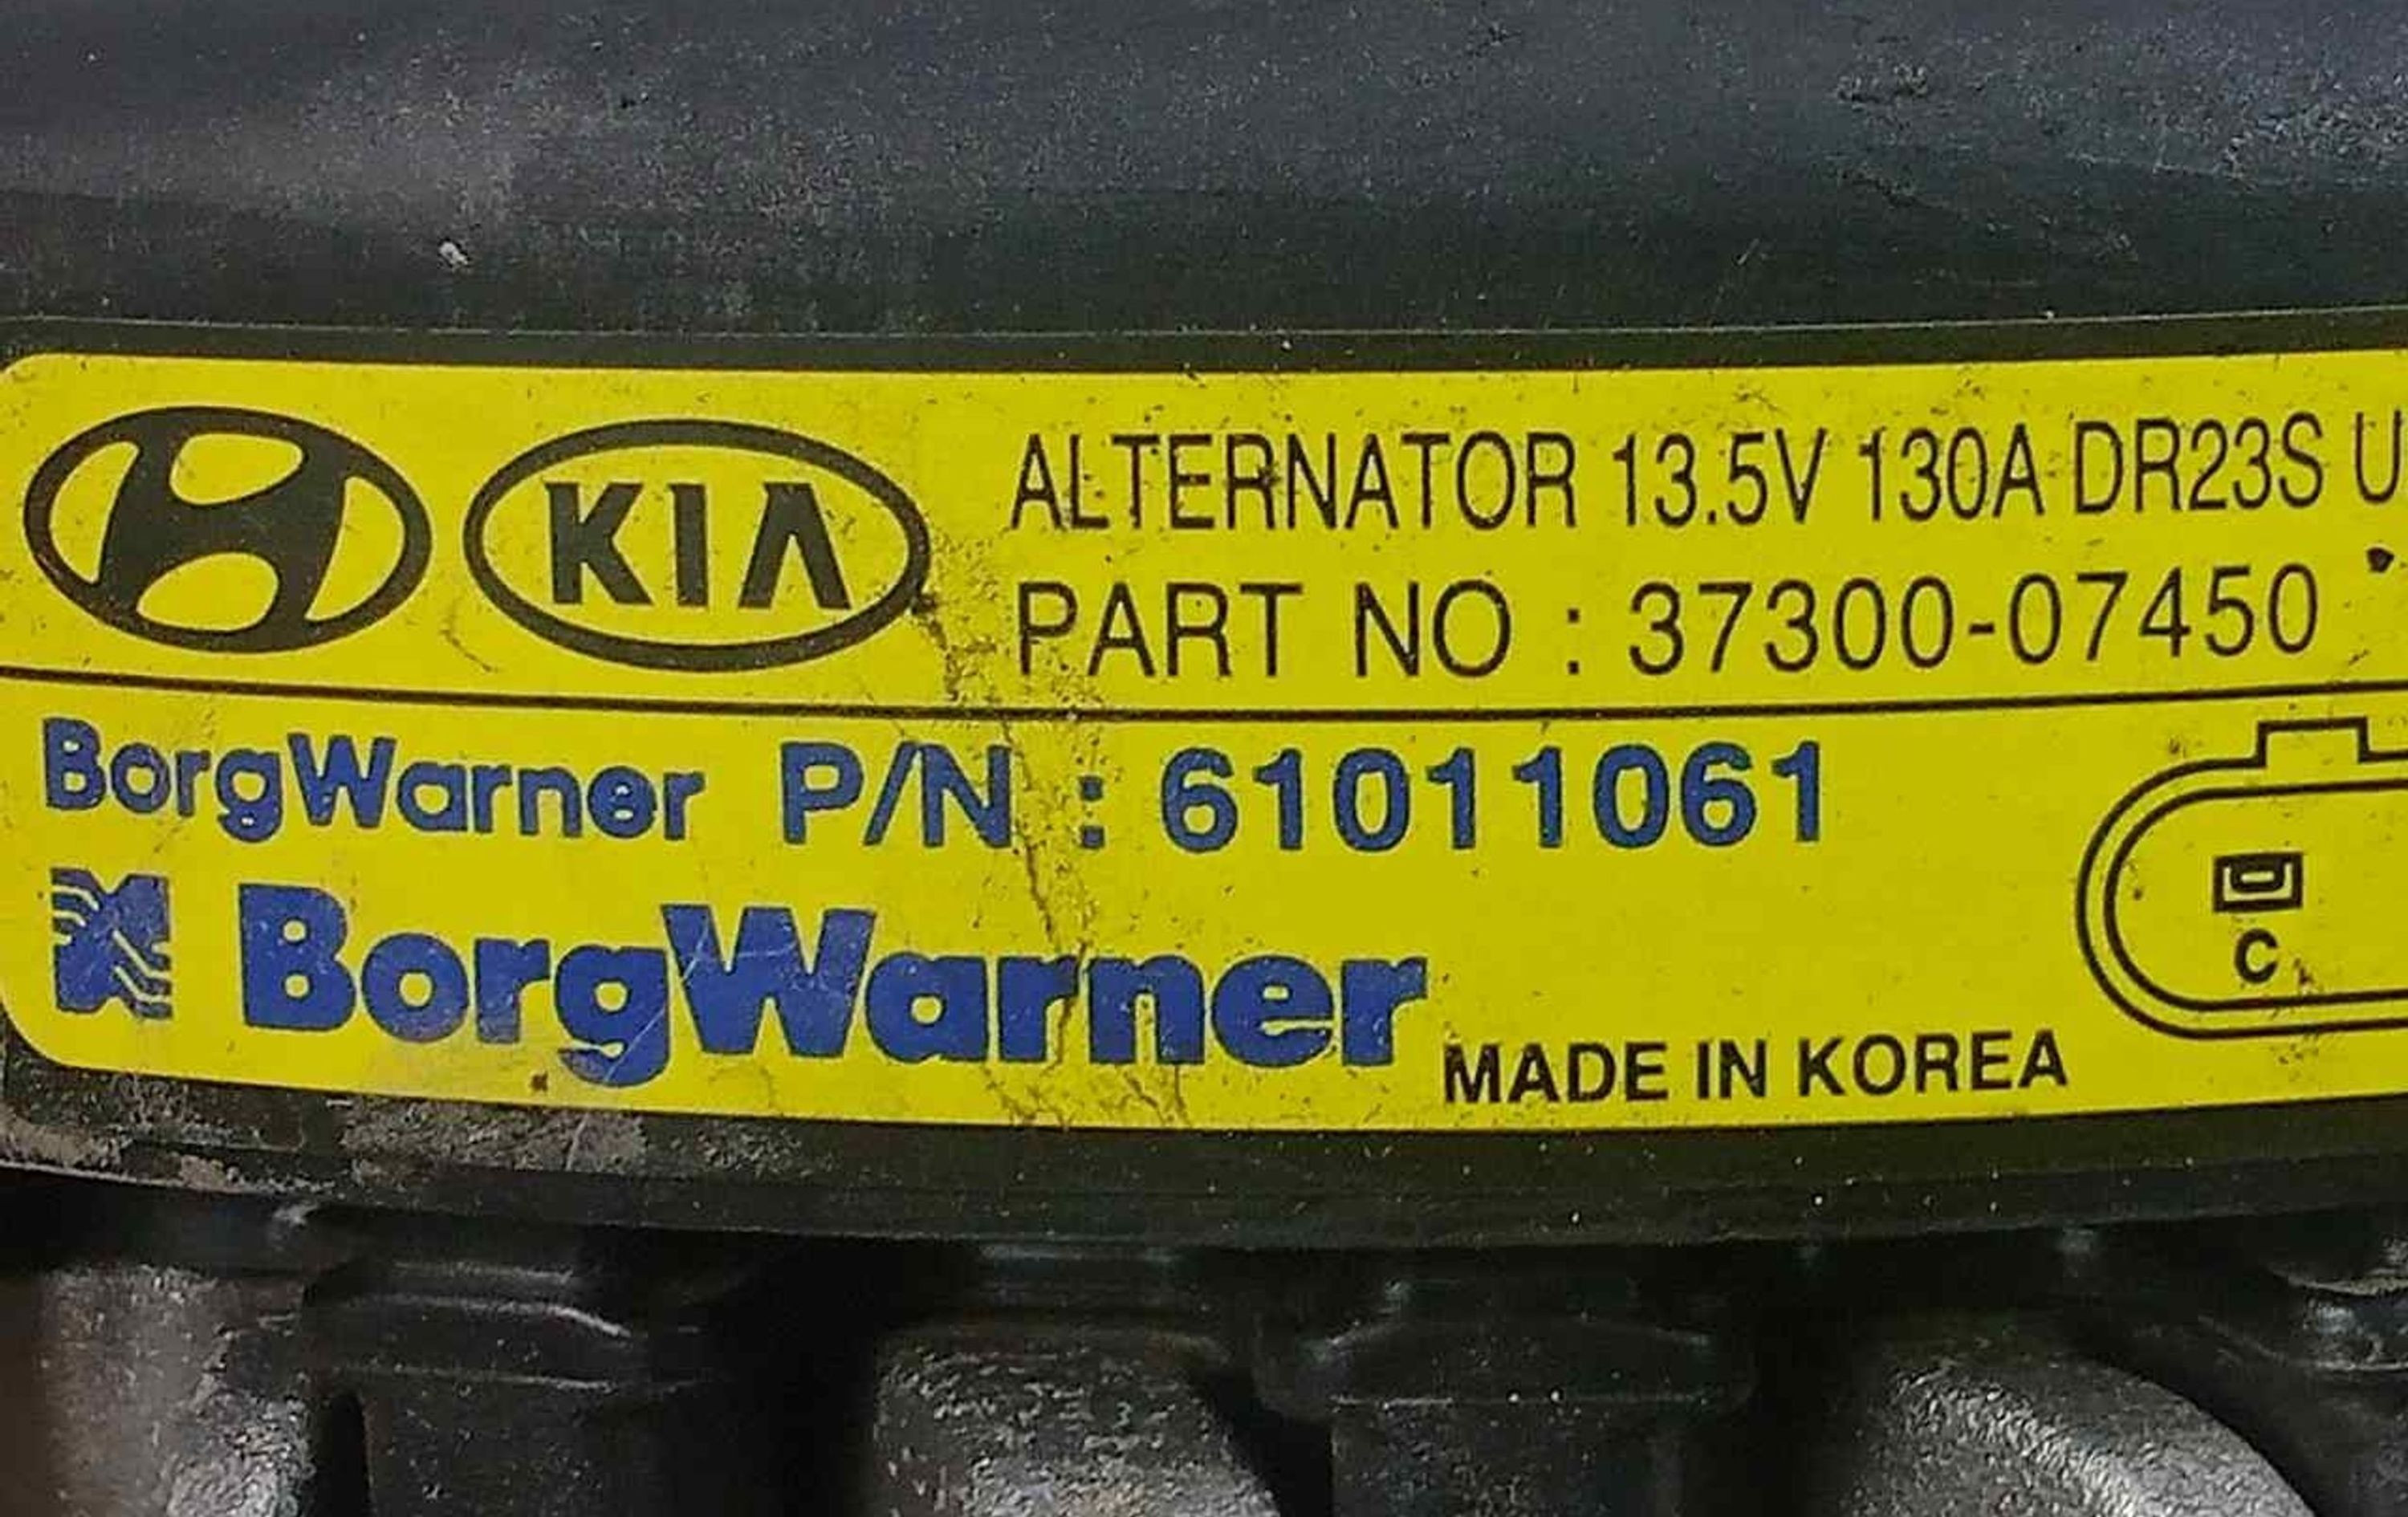 KIA
ALTERNATOR 13.5V 130A DR23S U
PART NO : 37300-07450
BorgWarner P/N : 61011061
BorgWarner
MADE IN KOREA
C